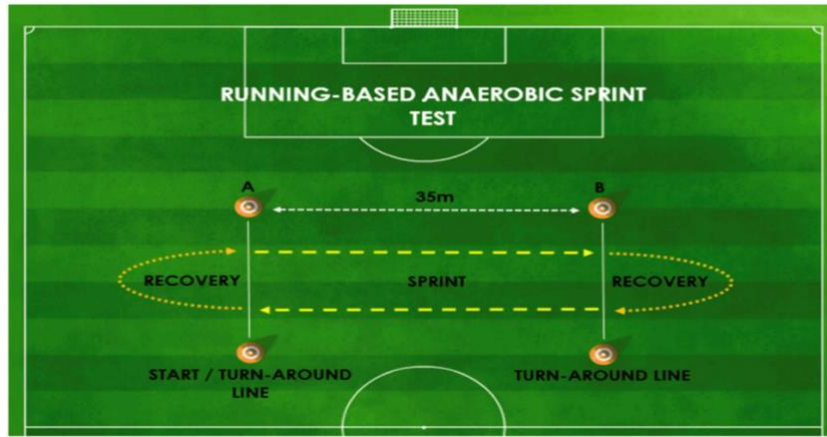 RUNNING-BASED ANAEROBIC SPRINT
TEST
A
B
35m
RECOVERY
SPRINT
RECOVERY
START / TURN-AROUND
LINE
TURN-AROUND LINE